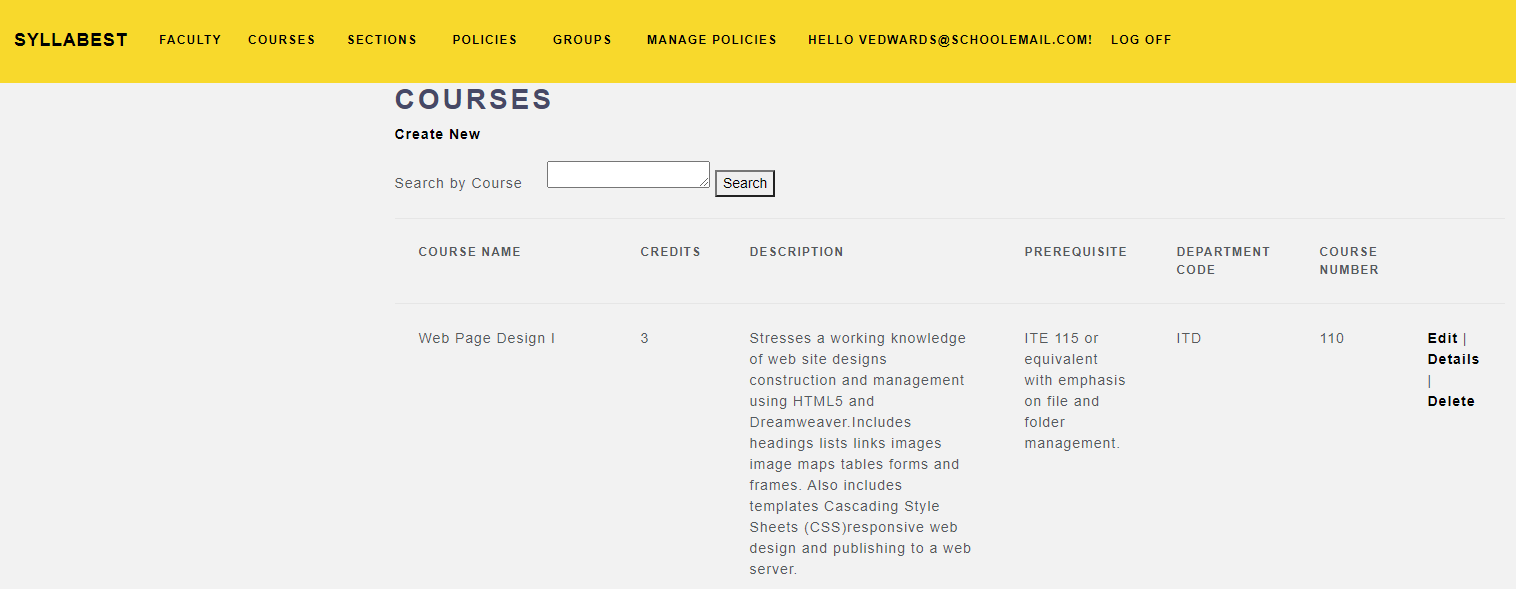 SYLLABEST FACULTY COURSES SECTIONS POLICIES GROUPS MANAGE POLICIES HELLO VEDWARDS@SCHOOLEMAIL.COM! LOG OFF
COURSES
Create New
Search by Course Search
COURSE NAME CREDITS DESCRIPTION PREREQUISITE DEPARTMENT CODE COURSE NUMBER
Web Page Design I 3
Stresses a working knowledge
of web site designs
construction and management
using HTML5 and
Dreamweaver.Includes
headings lists links images
image maps tables forms and
frames. Also includes
templates Cascading Style
Sheets (CSS)responsive web
design and publishing to a web
server.
ITE 115 or
equivalent
with emphasis
on file and
folder
management.
ITD 110
Edit |
Details
|
Delete